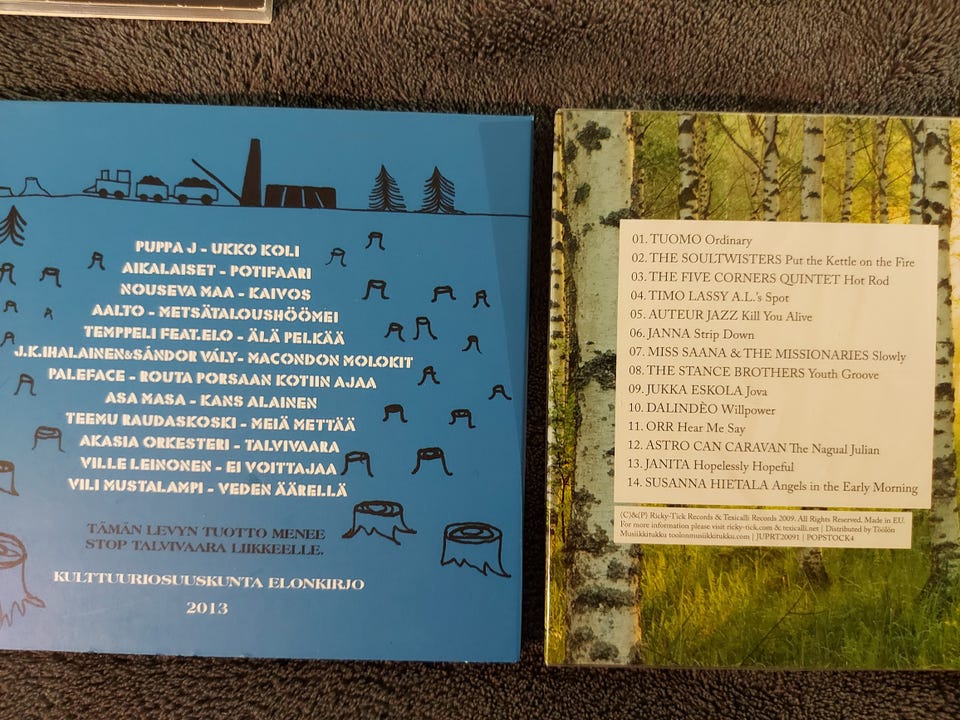 PUPPA J - UKKO KOLI
AIKALAISET - POTIFAARI
NOUSEVA MAA - KAIVOS
AALTO - METSÄTALOUSHÖÖMEI
TEMPPELI FEAT.ELO - ÄLÄ PELKÄÄ
J.K.IHALAINEN&SÁNDOR VÁLY- MACONDON MOLOKIT
PALEFACE - ROUTA PORSAAN KOTIIN AJAA
ASA MASA - KANS ALAINEN
TEEMU RAUDASKOSKI - MEIÄ METTÄÄ
AKASIA ORKESTERI - TALVIVAARA
VILLE LEINONEN - EI VOITTAJAA
VILI MUSTALAMPI - VEDEN ÄÄRELLÄ
TÄMÄN LEVYN TUOTTO MENEE
STOP TALVIVAARA LIIKKEELLE.
KULTTUURIOSUUSKUNTA ELONKIRJO
2013
01. TUOMO Ordinary
02. THE SOULTWISTERS Put the Kettle on the Fire
03. THE FIVE CORNERS QUINTET Hot Rod
04. TIMO LASSY A.L.'s Spot
05. AUTEUR JAZZ Kill You Alive
06. JANNA Strip Down
07. MISS SAANA & THE MISSIONARIES Slowly
08. THE STANCE BROTHERS Youth Groove
09. JUKKA ESKOLA Jova
10. DALINDÈO Willpower
11. ORR Hear Me Say
12. ASTRO CAN CARAVAN The Nagual Julian
13. JANITA Hopelessly Hopeful
14. SUSANNA HIETALA Angels in the Early Morning
(C)&(P) Ricky-Tick Records & Texicalli Records 2009. All Rights Reserved. Made in EU.
For more information please visit ricky-tick.com & texicalli.net | Distributed by Töölön
Musiikkitukku toolonmusiikkitukku.com | JUPRT20091 | POPSTOCK4